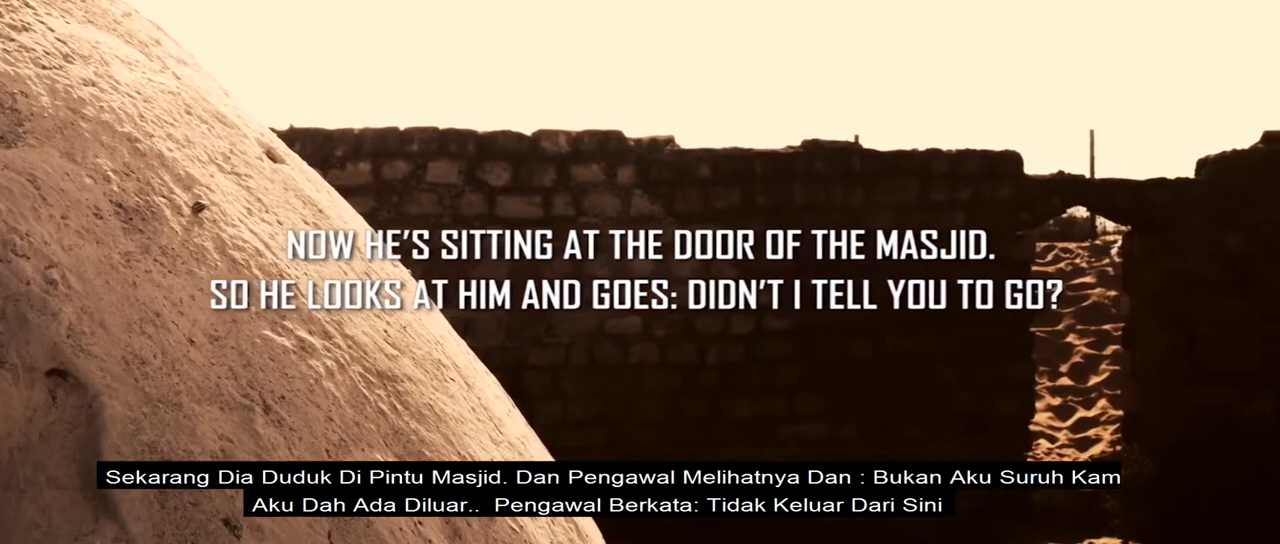 NOW HE'S SITTING AT THE DOOR OF THE MASJID.
SO HE LOOKS AT HIM AND GOES: DIDN'T I TELL YOU TO GO?
Sekarang Dia Duduk Di Pintu Masjid. Dan Pengawal Melihatnya Dan : Bukan Aku Suruh Kam
Aku Dah Ada Diluar.. Pengawal Berkata: Tidak Keluar Dari Sini